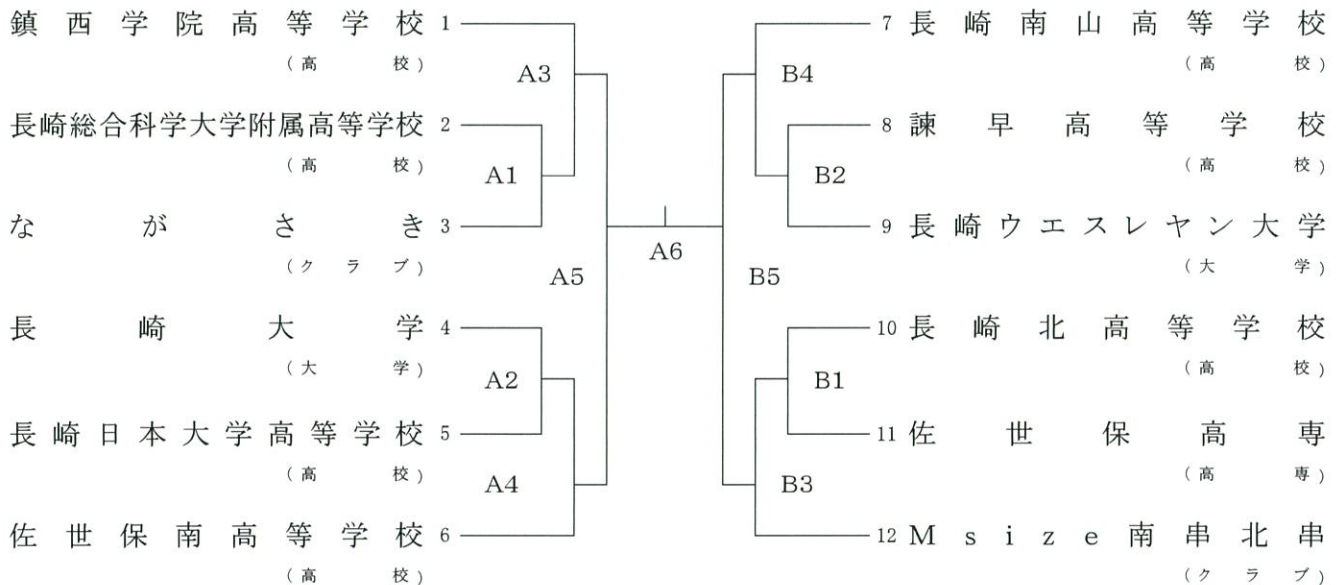 鎮西学院高等学校 1
(高校)
長崎総合科学大学附属高等学校 2
(高校)
ながさき 3
(クラブ)
長崎大学 4
(大学)
長崎日本大学高等学校 5
(高校)
佐世保南高等学校 6
(高校)
A3
A1
A5
A2
A4
A6
B4
B2
B5
B1
B3
7 長崎南山高等学校
(高校)
8 諫早高等学校
(高校)
9 長崎ウエスレヤン大学
(大学)
10 長崎北高等学校
(高校)
11 佐世保高専
(高専)
12 Msize南串北串
(クラブ)